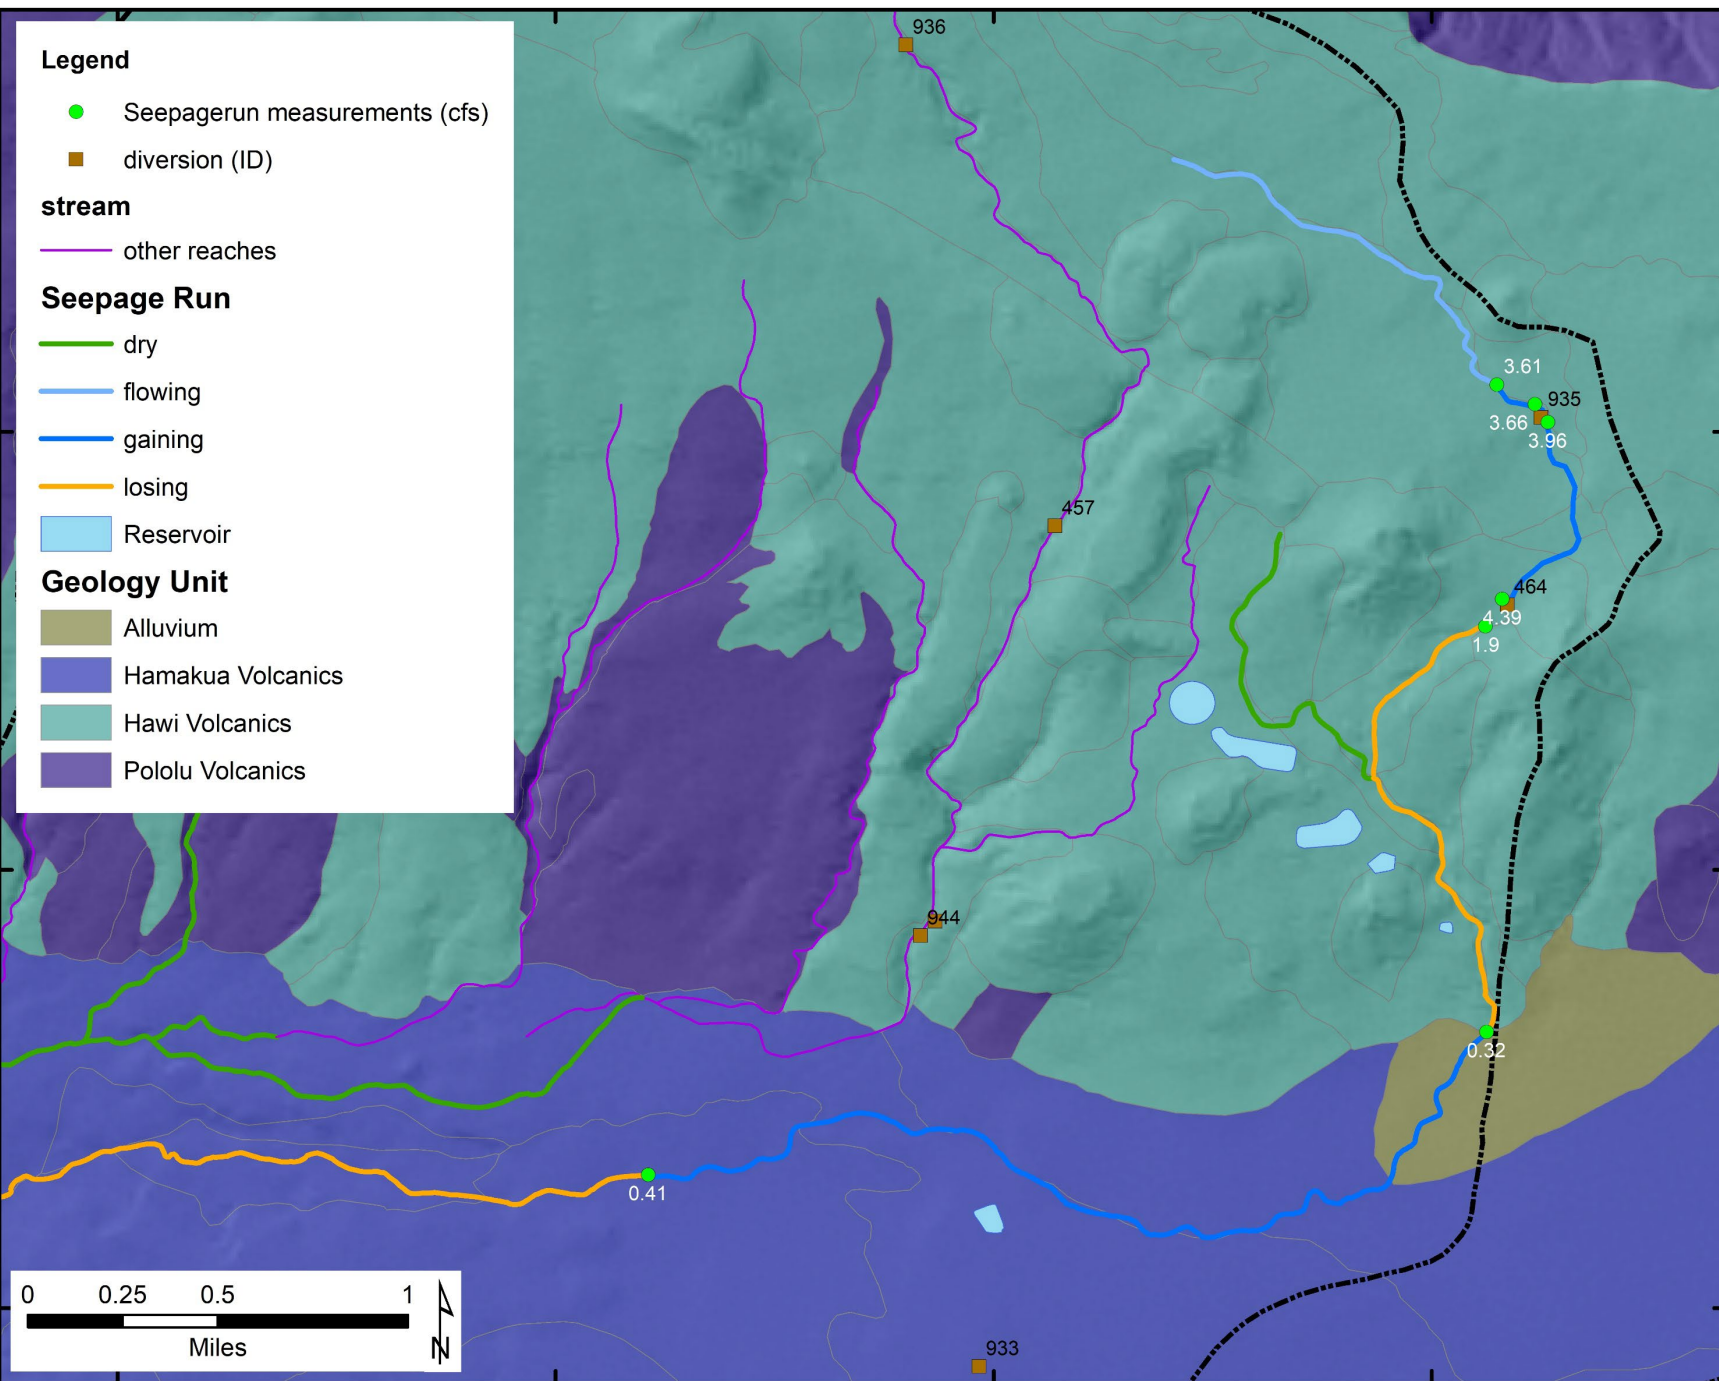 Legend
Seepagerun measurements (cfs)
diversion (ID)
stream
other reaches
Seepage Run
dry
flowing
gaining
losing
Reservoir
Geology Unit
Alluvium
Hamakua Volcanics
Hawi Volcanics
Pololu Volcanics
936
3.61
935
3.66
3.96
457
464
4.39
1.9
944
0.32
0.41
933
0 0.25 0.5 1
Miles
N